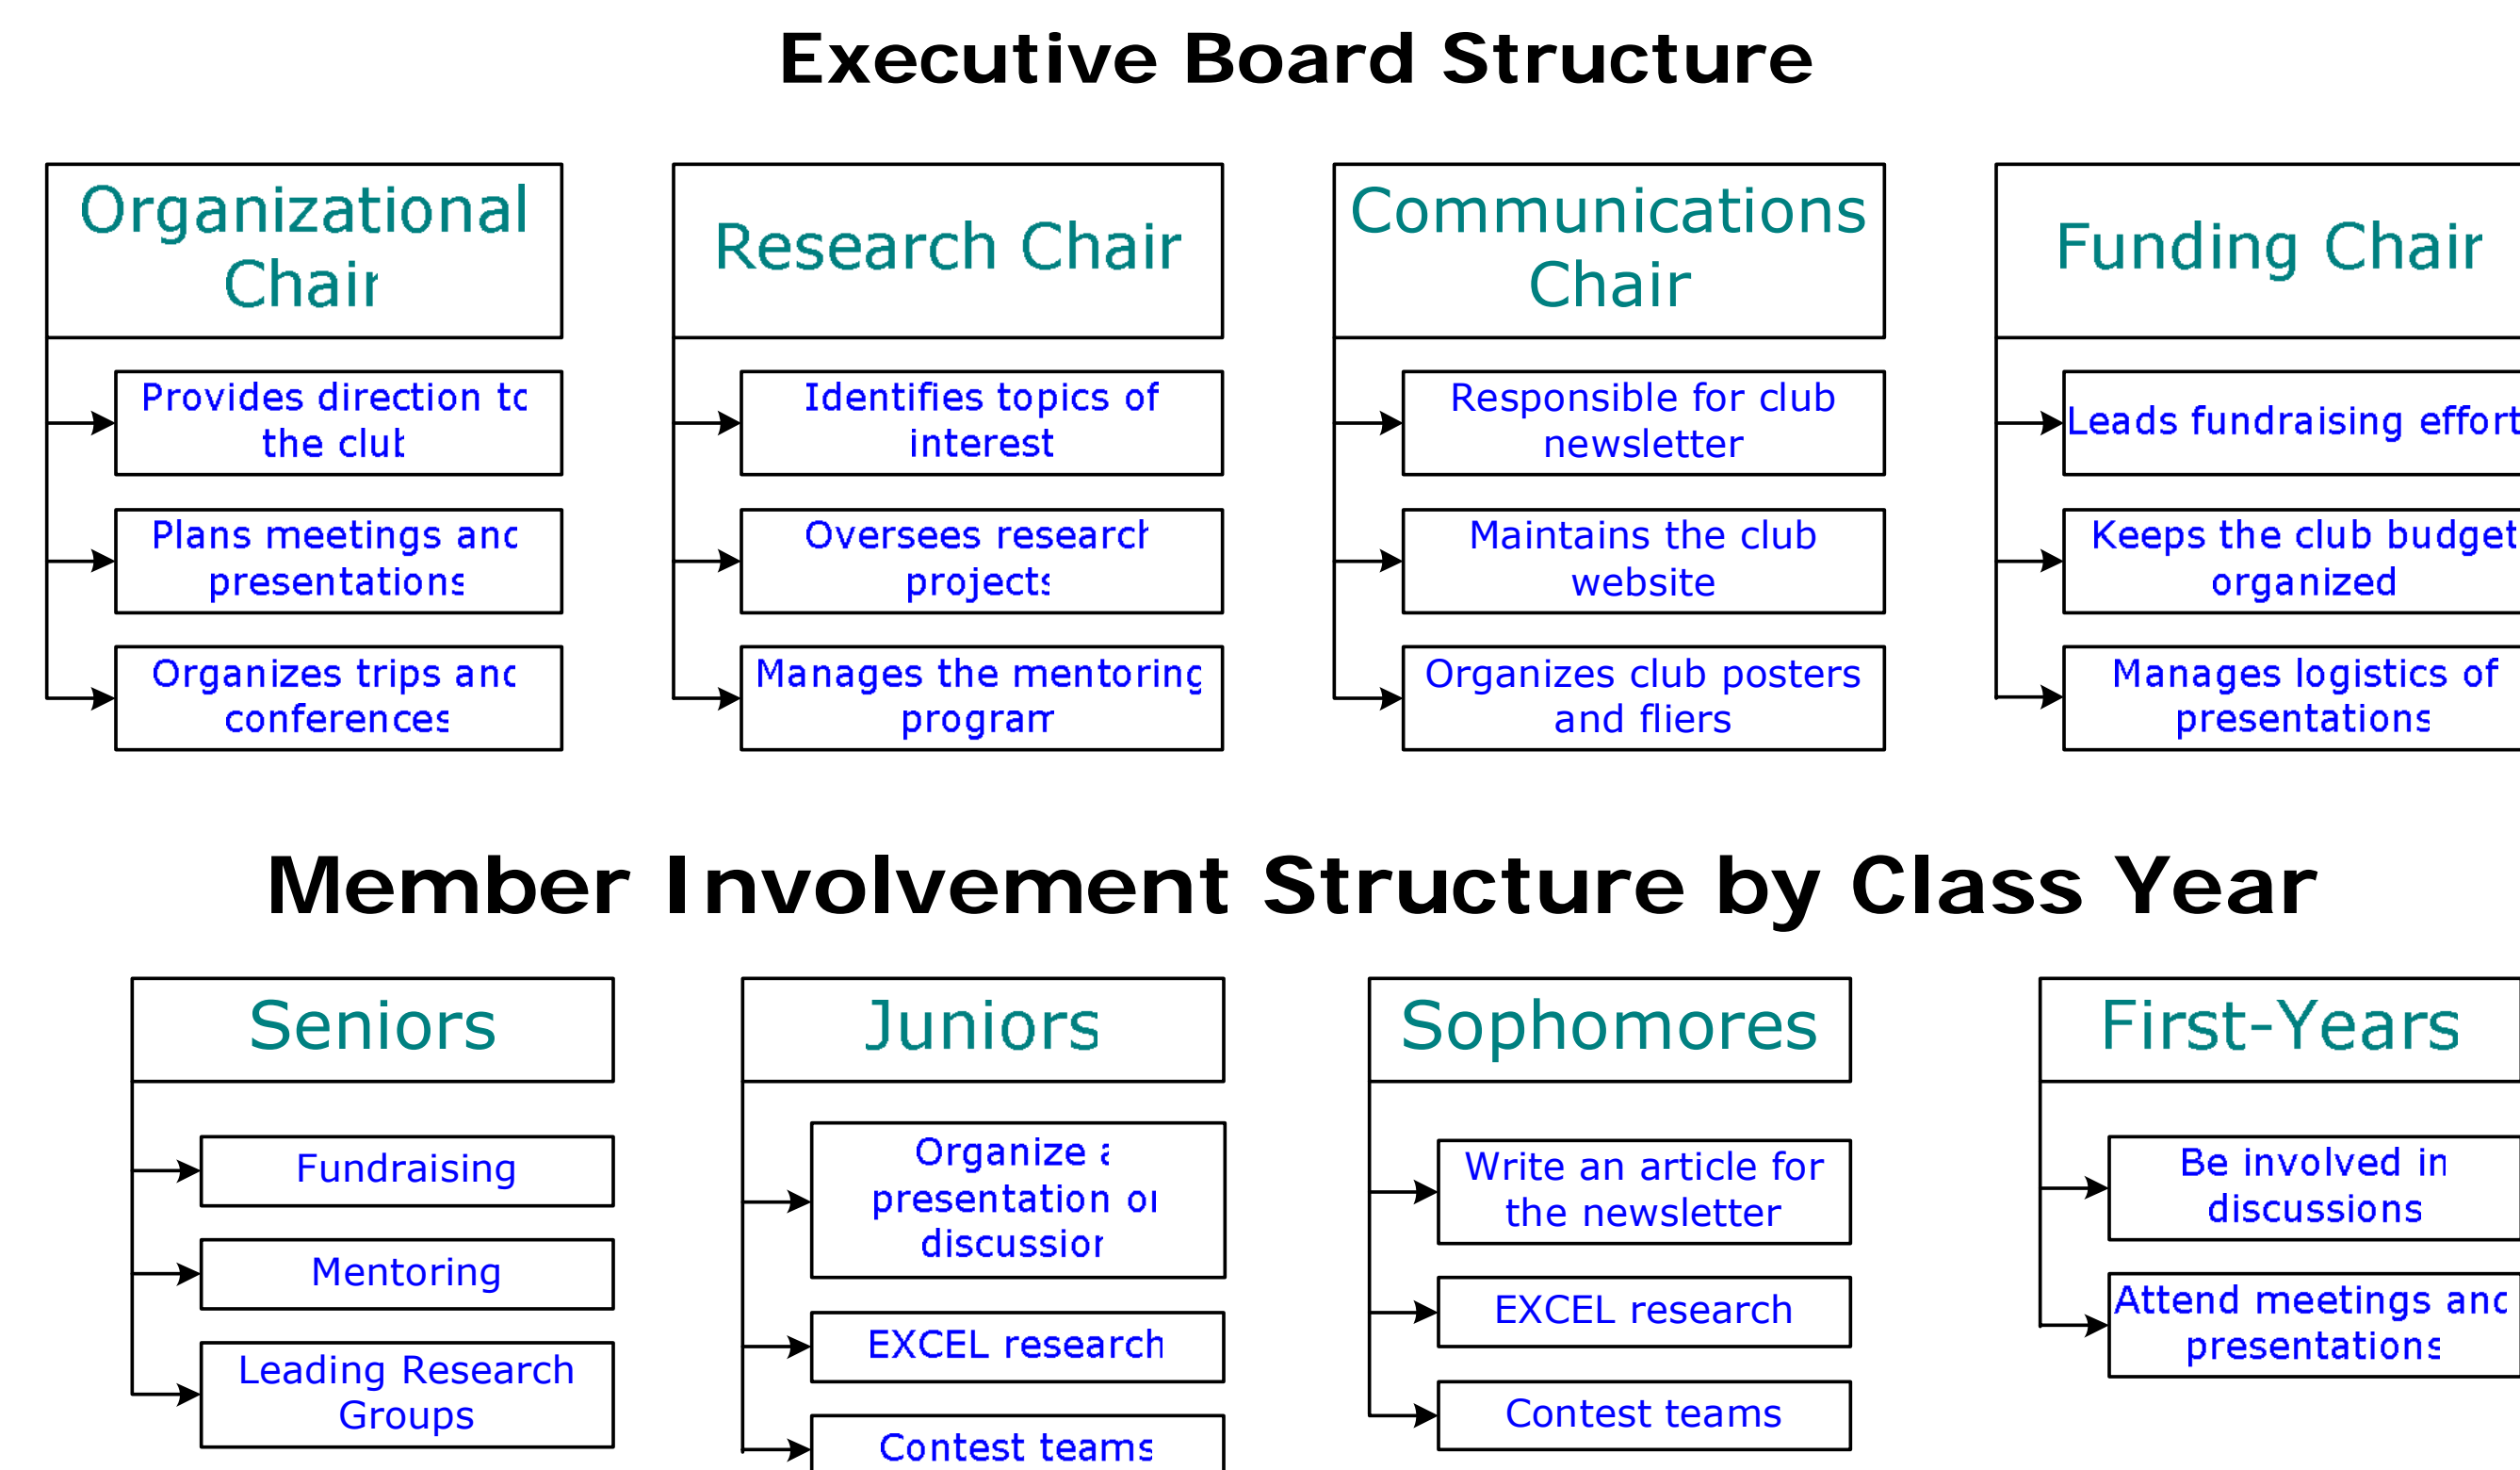 Executive Board Structure
Organizational
Chair
Provides direction to
the club
Plans meetings and
presentations
Organizes trips and
conferences
Research Chair
Identifies topics of
interest
Oversees research
projects
Manages the mentoring
program
Communications
Chair
Responsible for club
newsletter
Maintains the club
website
Organizes club posters
and fliers
Funding Chair
Leads fundraising effort
Keeps the club budget
organized
Manages logistics of
presentations
Member Involvement Structure by Class Year
Seniors
Fundraising
Mentoring
Leading Research
Groups
Juniors
Organize a
presentation or
discussion
EXCEL research
Contest teams
Sophomores
Write an article for
the newsletter
EXCEL research
Contest teams
First-Years
Be involved in
discussions
Attend meetings and
presentations